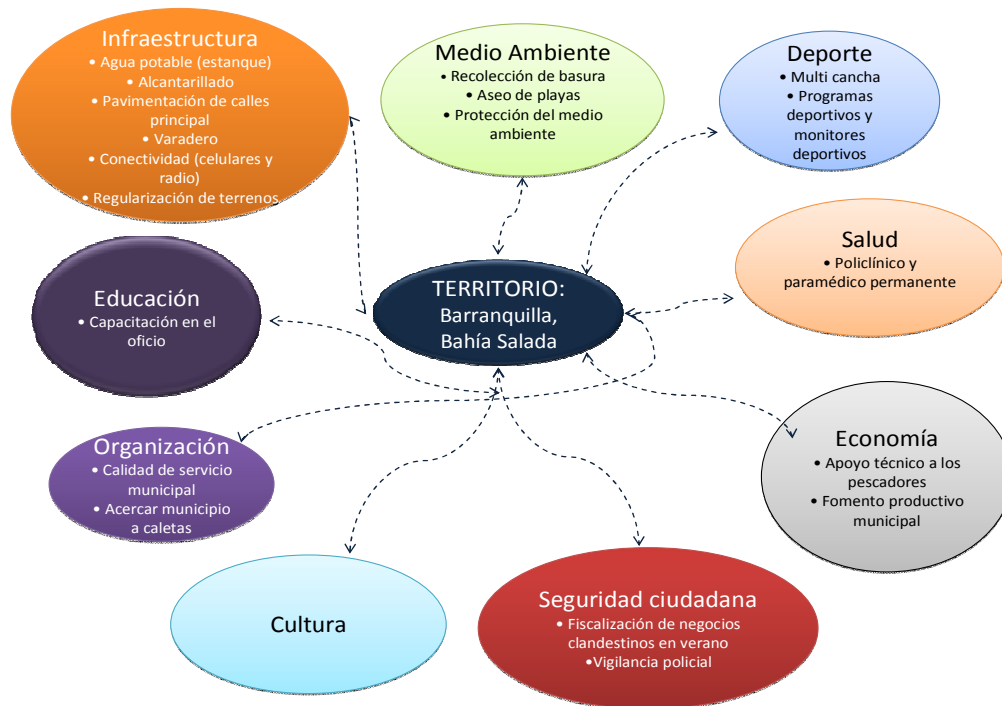 Infraestructura
• Agua potable (estanque)
• Alcantarillado
• Pavimentación de calles
principal
• Varadero
• Conectividad (celulares y
radio)
• Regularización de terrenos
Medio Ambiente
• Recolección de basura
• Aseo de playas
• Protección del medio
ambiente
Deporte
• Multi cancha
• Programas
deportivos y
monitores
deportivos
Salud
• Policlínico y
paramédico permanente
Educación
• Capacitación en el
oficio
TERRITORIO:
Barranquilla,
Bahía Salada
Organización
• Calidad de servicio
municipal
• Acercar municipio
a caletas
Economía
• Apoyo técnico a los
pescadores
• Fomento productivo
municipal
Cultura
Seguridad ciudadana
• Fiscalización de negocios
clandestinos en verano
•Vigilancia policial